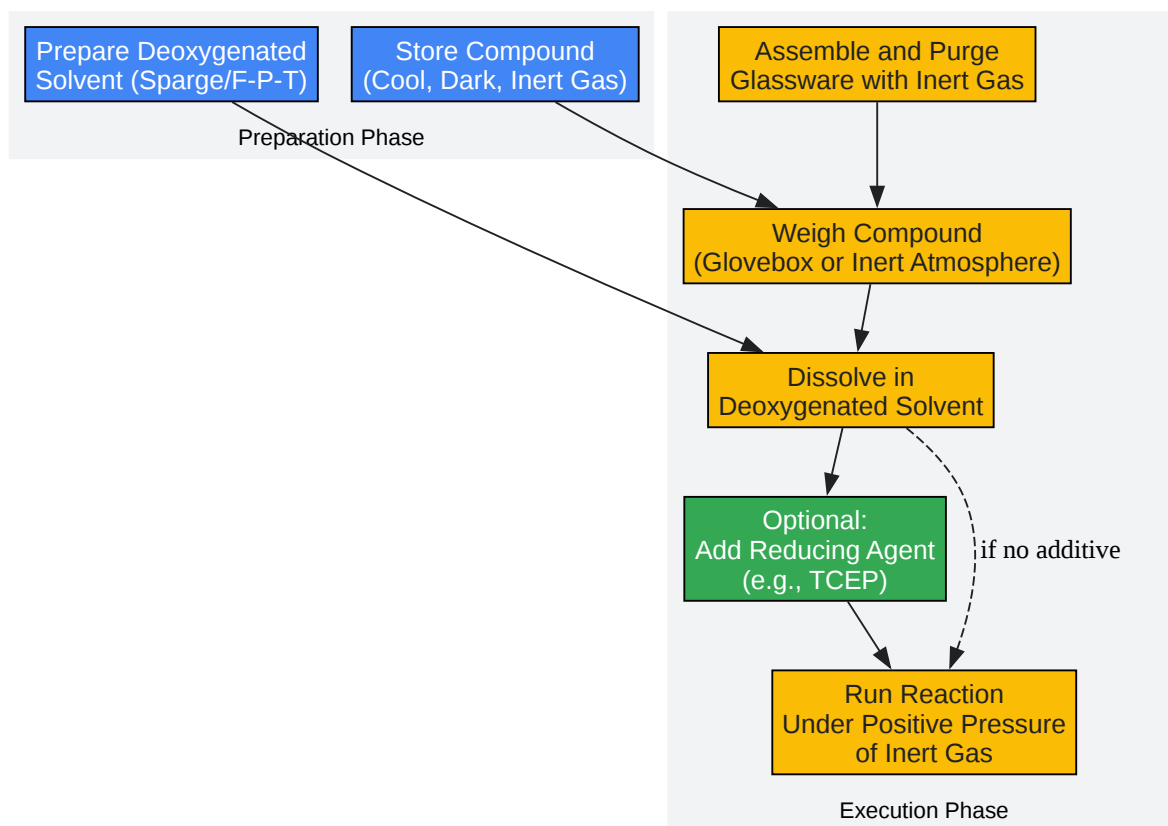 Prepare Deoxygenated
Solvent (Sparge/F-P-T)
Store Compound
(Cool, Dark, Inert Gas)
Preparation Phase
Assemble and Purge
Glassware with Inert Gas
Weigh Compound
(Glovebox or Inert Atmosphere)
Dissolve in
Deoxygenated Solvent
Optional:
Add Reducing Agent
(e.g., TCEP)
if no additive
Run Reaction
Under Positive Pressure
of Inert Gas
Execution Phase